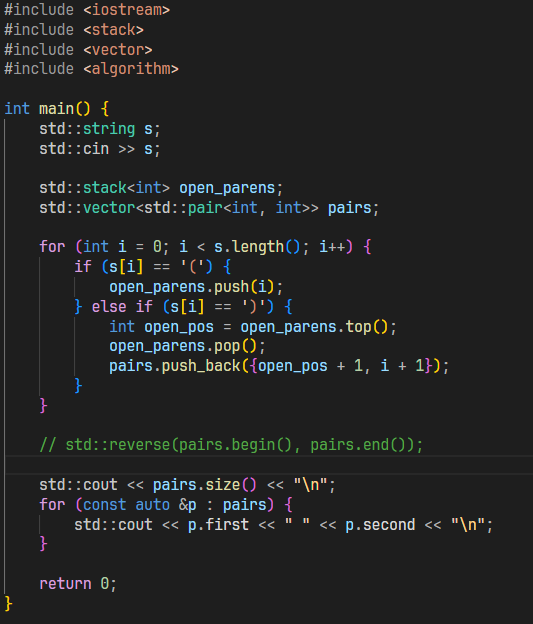 #include <iostream>
#include <stack>
#include <vector>
#include <algorithm>

int main() {
    std::string s;
    std::cin >> s;

    std::stack<int> open_parens;
    std::vector<std::pair<int, int>> pairs;

    for (int i = 0; i < s.length(); i++) {
        if (s[i] == '(') {
            open_parens.push(i);
        } else if (s[i] == ')') {
            int open_pos = open_parens.top();
            open_parens.pop();
            pairs.push_back({open_pos + 1, i + 1});
        }
    }

    // std::reverse(pairs.begin(), pairs.end());

    std::cout << pairs.size() << "\n";
    for (const auto &p : pairs) {
        std::cout << p.first << " " << p.second << "\n";
    }

    return 0;
}